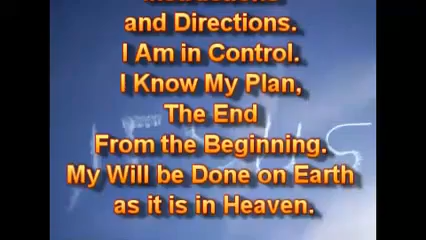 and Directions.
I Am in Control.
I Know My Plan,
The End
From the Beginning.
My Will be Done on Earth
as it is in Heaven.
JESUS